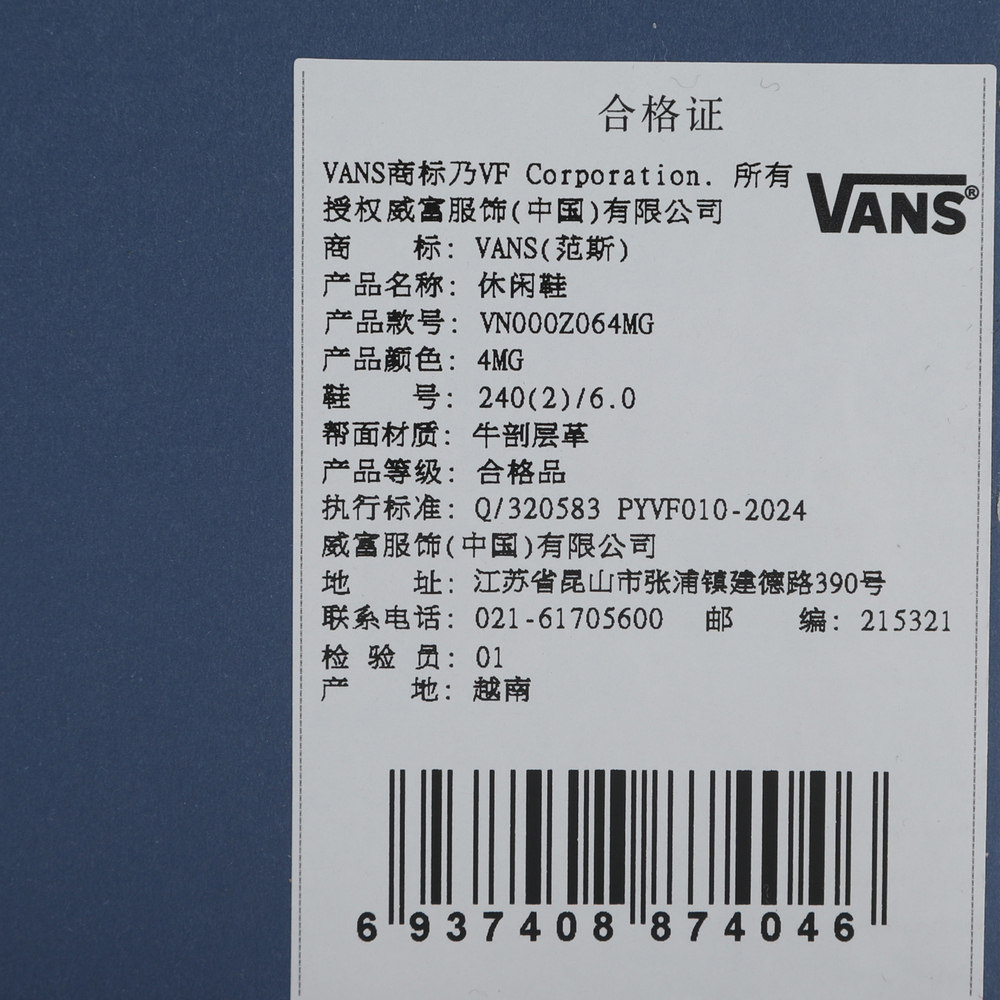 合格证
VANS商标乃VF Corporation. 所有
VANS®
授权威富服饰(中国)有限公司
商 标: VANS(范斯)
产品名称: 休闲鞋
产品款号: VN000Z064MG
产品颜色: 4MG
鞋 号: 240(2)/6.0
帮面材质: 牛剖层革
产品等级: 合格品
执行标准: Q/320583 PYVF010-2024
威富服饰(中国)有限公司
地 址: 江苏省昆山市张浦镇建德路390号
联系电话: 021-61705600 邮 编: 215321
检 验 员: 01
产 地: 越南
6 937408 874046